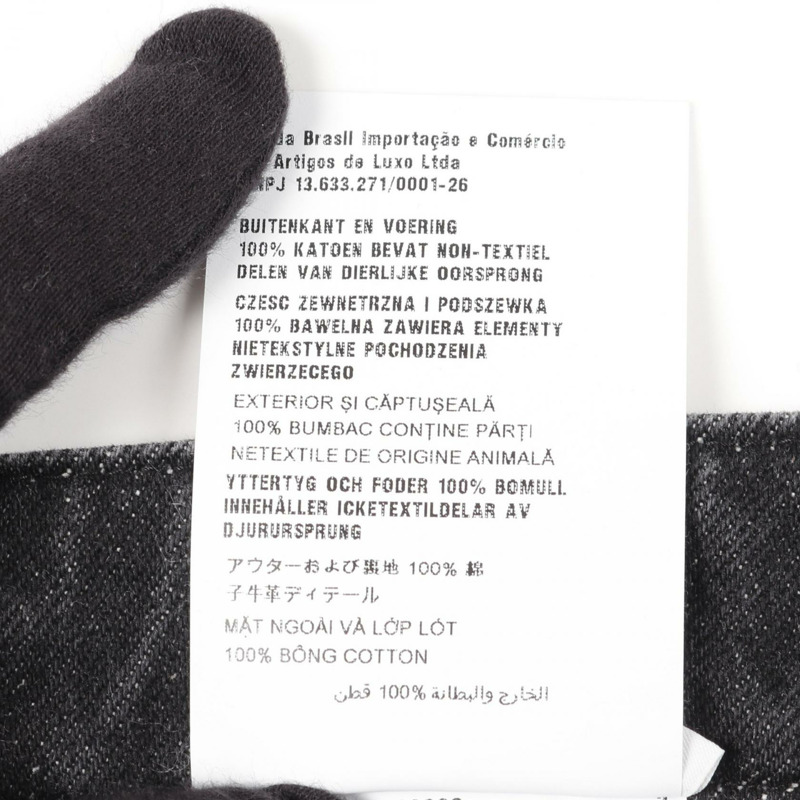 da Brasil Importação e Comércio
Artigos de Luxo Ltda
NPJ 13.633.271/0001-26
BUITENKANT EN VOERING
100% KATOEN BEVAT NON-TEXTIEL
DELEN VAN DIERLIJKE OORSPRONG
CZESC ZEWNETRZNA I PODSZEWKA
100% BAWELNA ZAWIERA ELEMENTY
NIETEKSTYLNE POCHODZENIA
ZWIERZECEGO
EXTERIOR ȘI CĂPTUȘEALĂ
100% BUMBAC CONȚINE PĂRȚI
NETEXTILE DE ORIGINE ANIMALĂ
YTTERTYG OCH FODER 100% BOMULL
INNEHÅLLER ICKETEXTILDELAR AV
DJURURSPRUNG
アウターおよび裏地 100% 綿
子牛革ディテール
MẶT NGOÀI VÀ LỚP LÓT
100% BÔNG COTTON
الخارج والبطانة 100% قطن